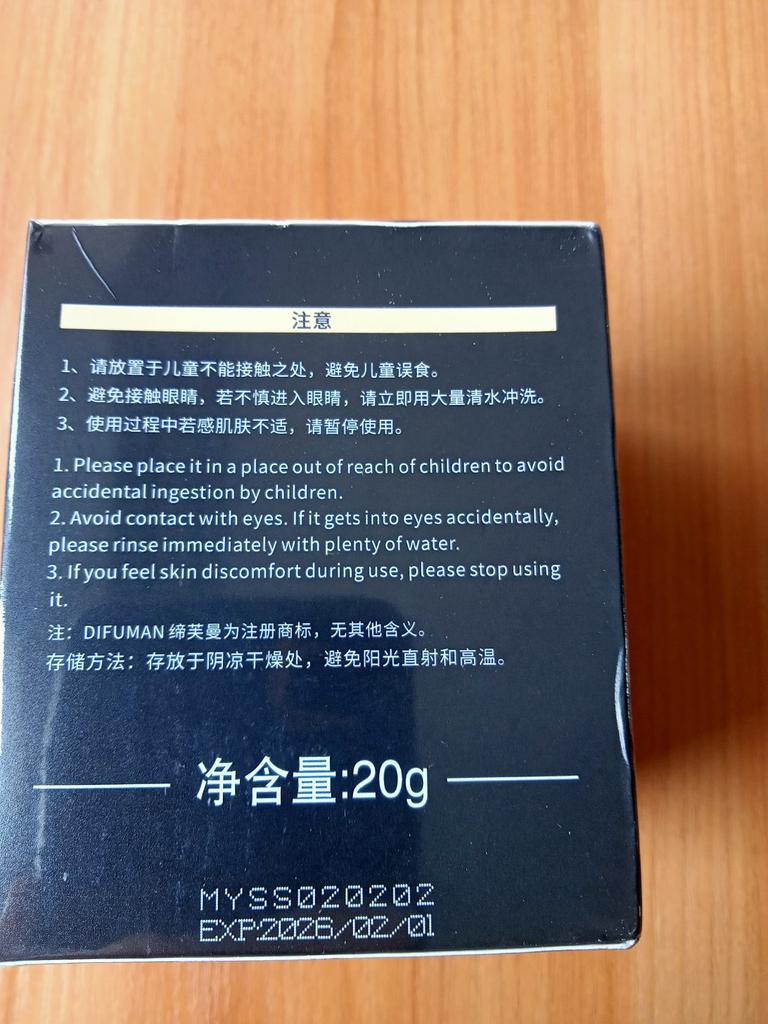 注意
1、请放置于儿童不能接触之处，避免儿童误食。
2、避免接触眼睛，若不慎进入眼睛，请立即用大量清水冲洗。
3、使用过程中若感肌肤不适，请暂停使用。
1. Please place it in a place out of reach of children to avoid
accidental ingestion by children.
2. Avoid contact with eyes. If it gets into eyes accidentally,
please rinse immediately with plenty of water.
3. If you feel skin discomfort during use, please stop using
it.
注：DIFUMAN 缔芙曼为注册商标，无其他含义。
存储方法：存放于阴凉干燥处，避免阳光直射和高温。
净含量:20g
MYSS020202
EXP:2026/02/01